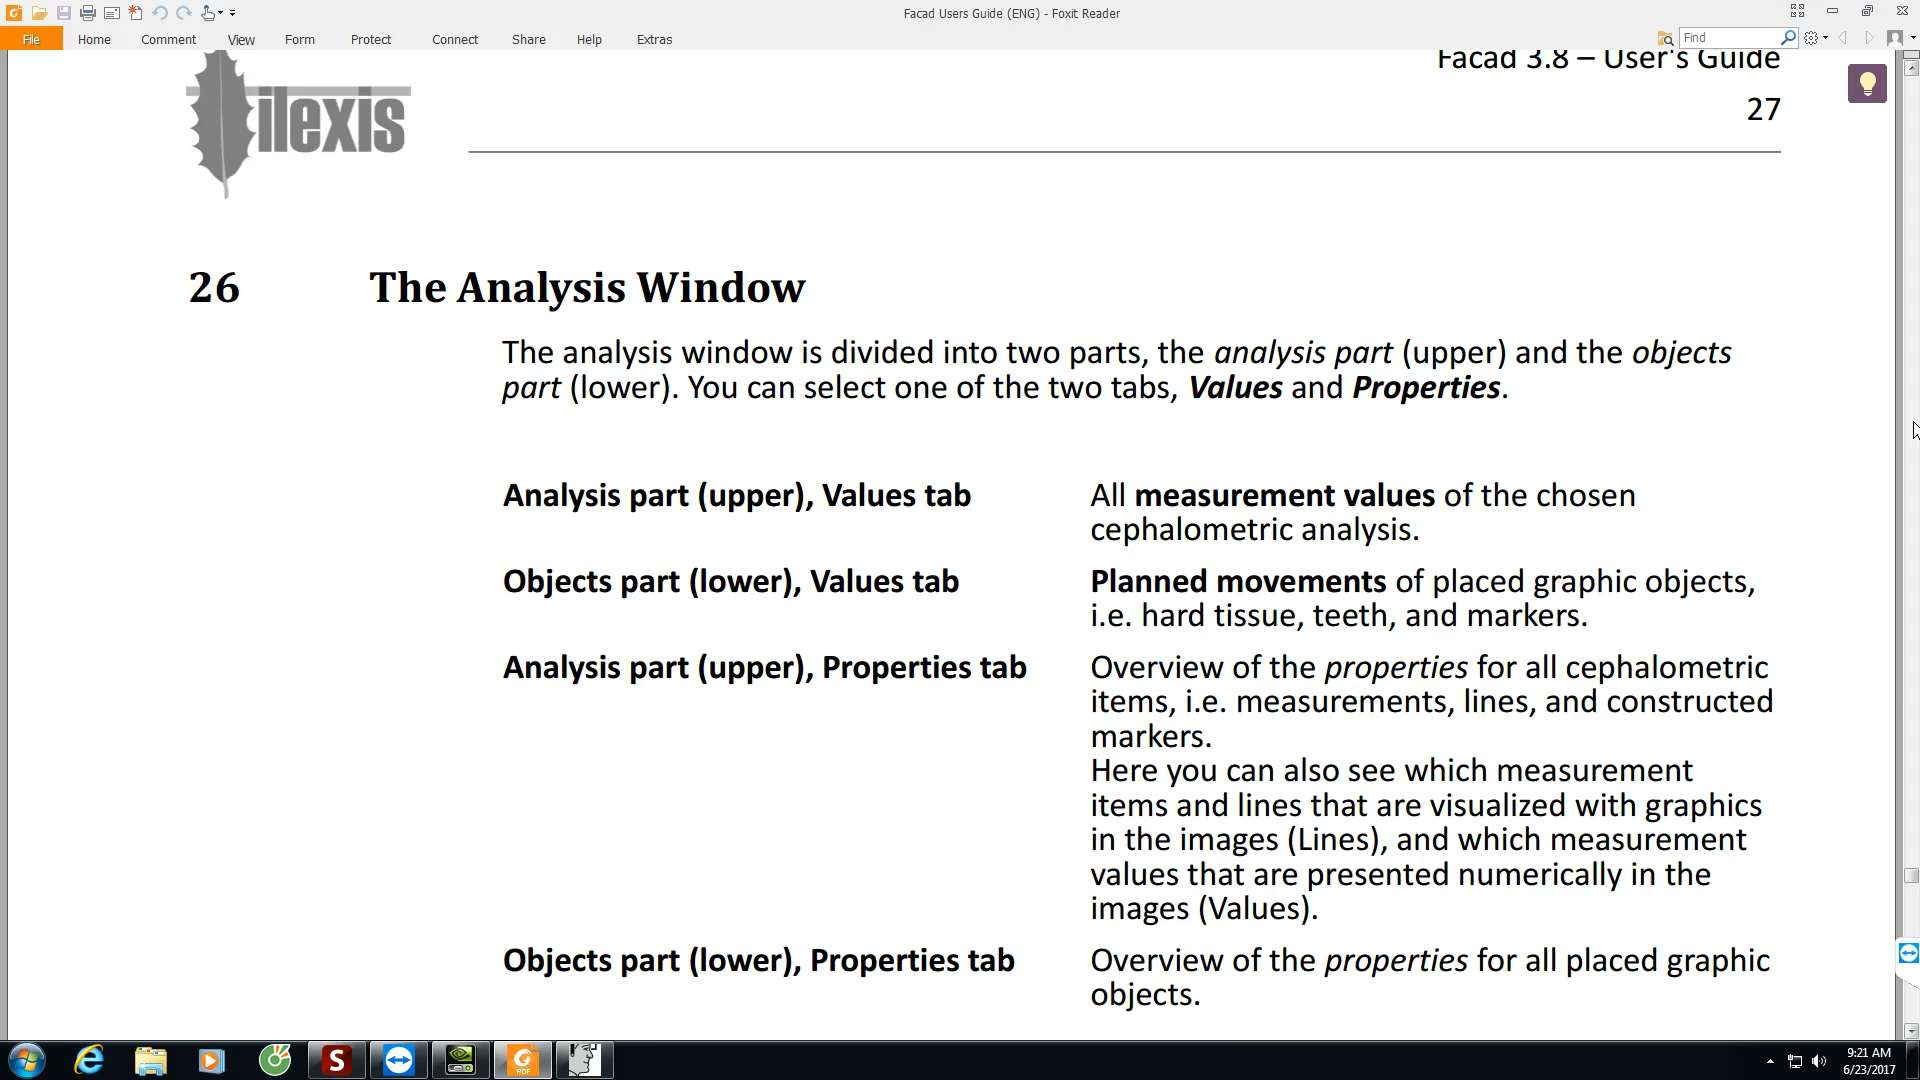 Facad Users Guide (ENG) - Foxit Reader
File Home Comment View Form Protect Connect Share Help Extras
Find
Facad 3.8 – User's Guide
27
ilexis
26 The Analysis Window
The analysis window is divided into two parts, the analysis part (upper) and the objects
part (lower). You can select one of the two tabs, Values and Properties.
Analysis part (upper), Values tab
All measurement values of the chosen
cephalometric analysis.
Objects part (lower), Values tab
Planned movements of placed graphic objects,
i.e. hard tissue, teeth, and markers.
Analysis part (upper), Properties tab
Overview of the properties for all cephalometric
items, i.e. measurements, lines, and constructed
markers.
Here you can also see which measurement
items and lines that are visualized with graphics
in the images (Lines), and which measurement
values that are presented numerically in the
images (Values).
Objects part (lower), Properties tab
Overview of the properties for all placed graphic
objects.
S
PDF
9:21 AM
6/23/2017